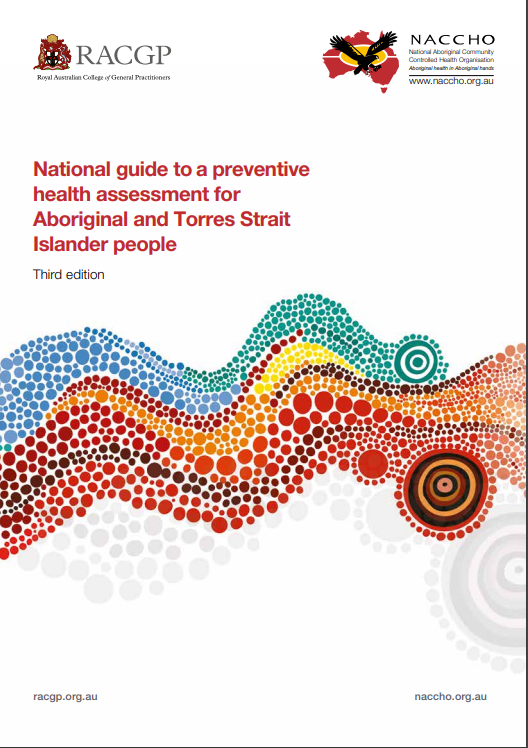 RACGP
Royal Australian College of General Practitioners
NACCHO
National Aboriginal Community
Controlled Health Organisation
Aboriginal health in Aboriginal hands
www.naccho.org.au
National guide to a preventive
health assessment for
Aboriginal and Torres Strait
Islander people
Third edition
racgp.org.au
naccho.org.au